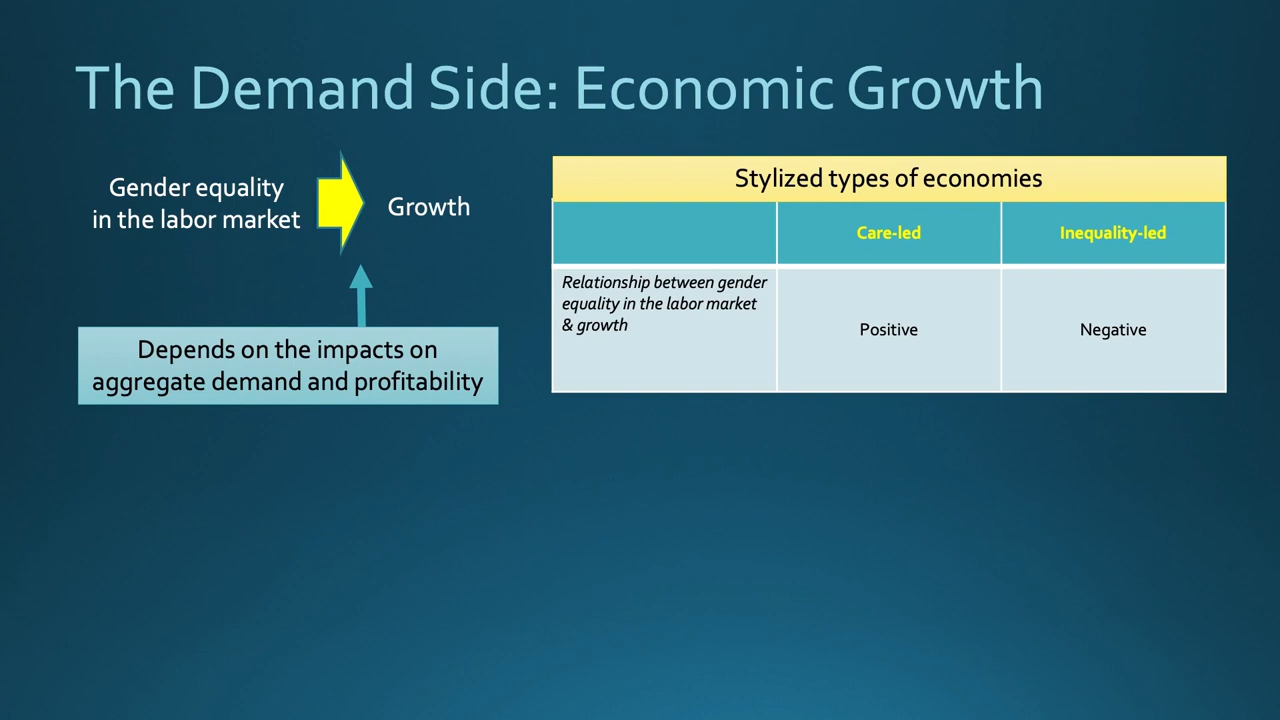 The Demand Side: Economic Growth
Gender equality
in the labor market
Growth
Depends on the impacts on
aggregate demand and profitability
Stylized types of economies
Care-led
Inequality-led
Relationship between gender
equality in the labor market
& growth
Positive
Negative